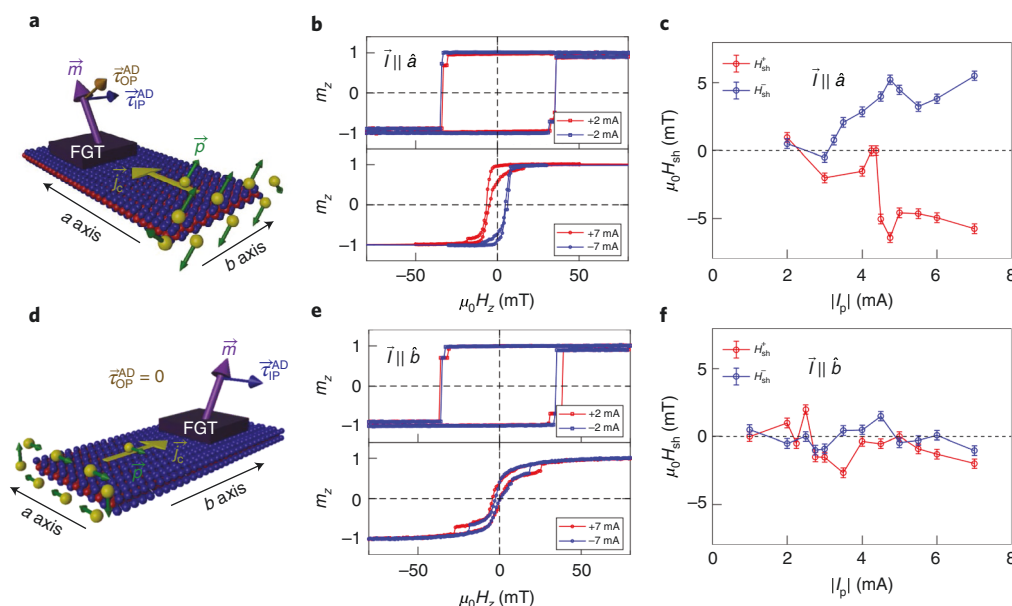 a
m
τ_OP^AD
τ_IP^AD
FGT
p
j_c
a axis
b axis
b
I || â
m_z
1
0
−1
+2 mA
−2 mA
m_z
1
0
−1
+7 mA
−7 mA
−50 0 50
μ0H_z (mT)
c
H_sh^+
H_sh^−
I || â
μ0H_sh (mT)
5
0
−5
0 2 4 6 8
|I_p| (mA)
d
τ_OP^AD = 0
m
τ_IP^AD
FGT
j_c
p
a axis
b axis
e
I || b̂
m_z
1
0
−1
+2 mA
−2 mA
m_z
1
0
−1
+7 mA
−7 mA
−50 0 50
μ0H_z (mT)
f
H_sh^+
H_sh^−
I || b̂
μ0H_sh (mT)
5
0
−5
0 2 4 6 8
|I_p| (mA)